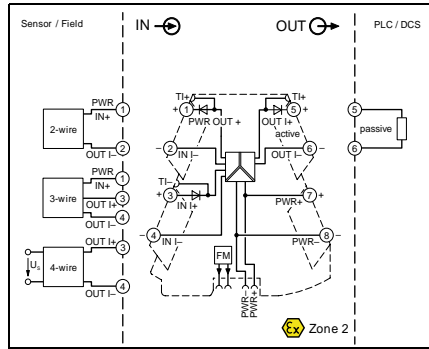 Sensor / Field
IN
OUT
PLC / DCS
PWR
IN+
1
2-wire
OUT I–
2
PWR
IN+
1
3-wire
OUT I+
3
4
OUT I–
OUT I+
3
Us
4-wire
OUT I–
4
TI+
+
1
PWR OUT +
–
2
IN I–
TI–
+
3
IN I+
–
4
IN I–
TI+
OUT I+
5
+
active
6
–
OUT I–
7
+
PWR+
8
–
PWR–
FM
PWR–
PWR+
5
passive
6
Ex
Zone 2